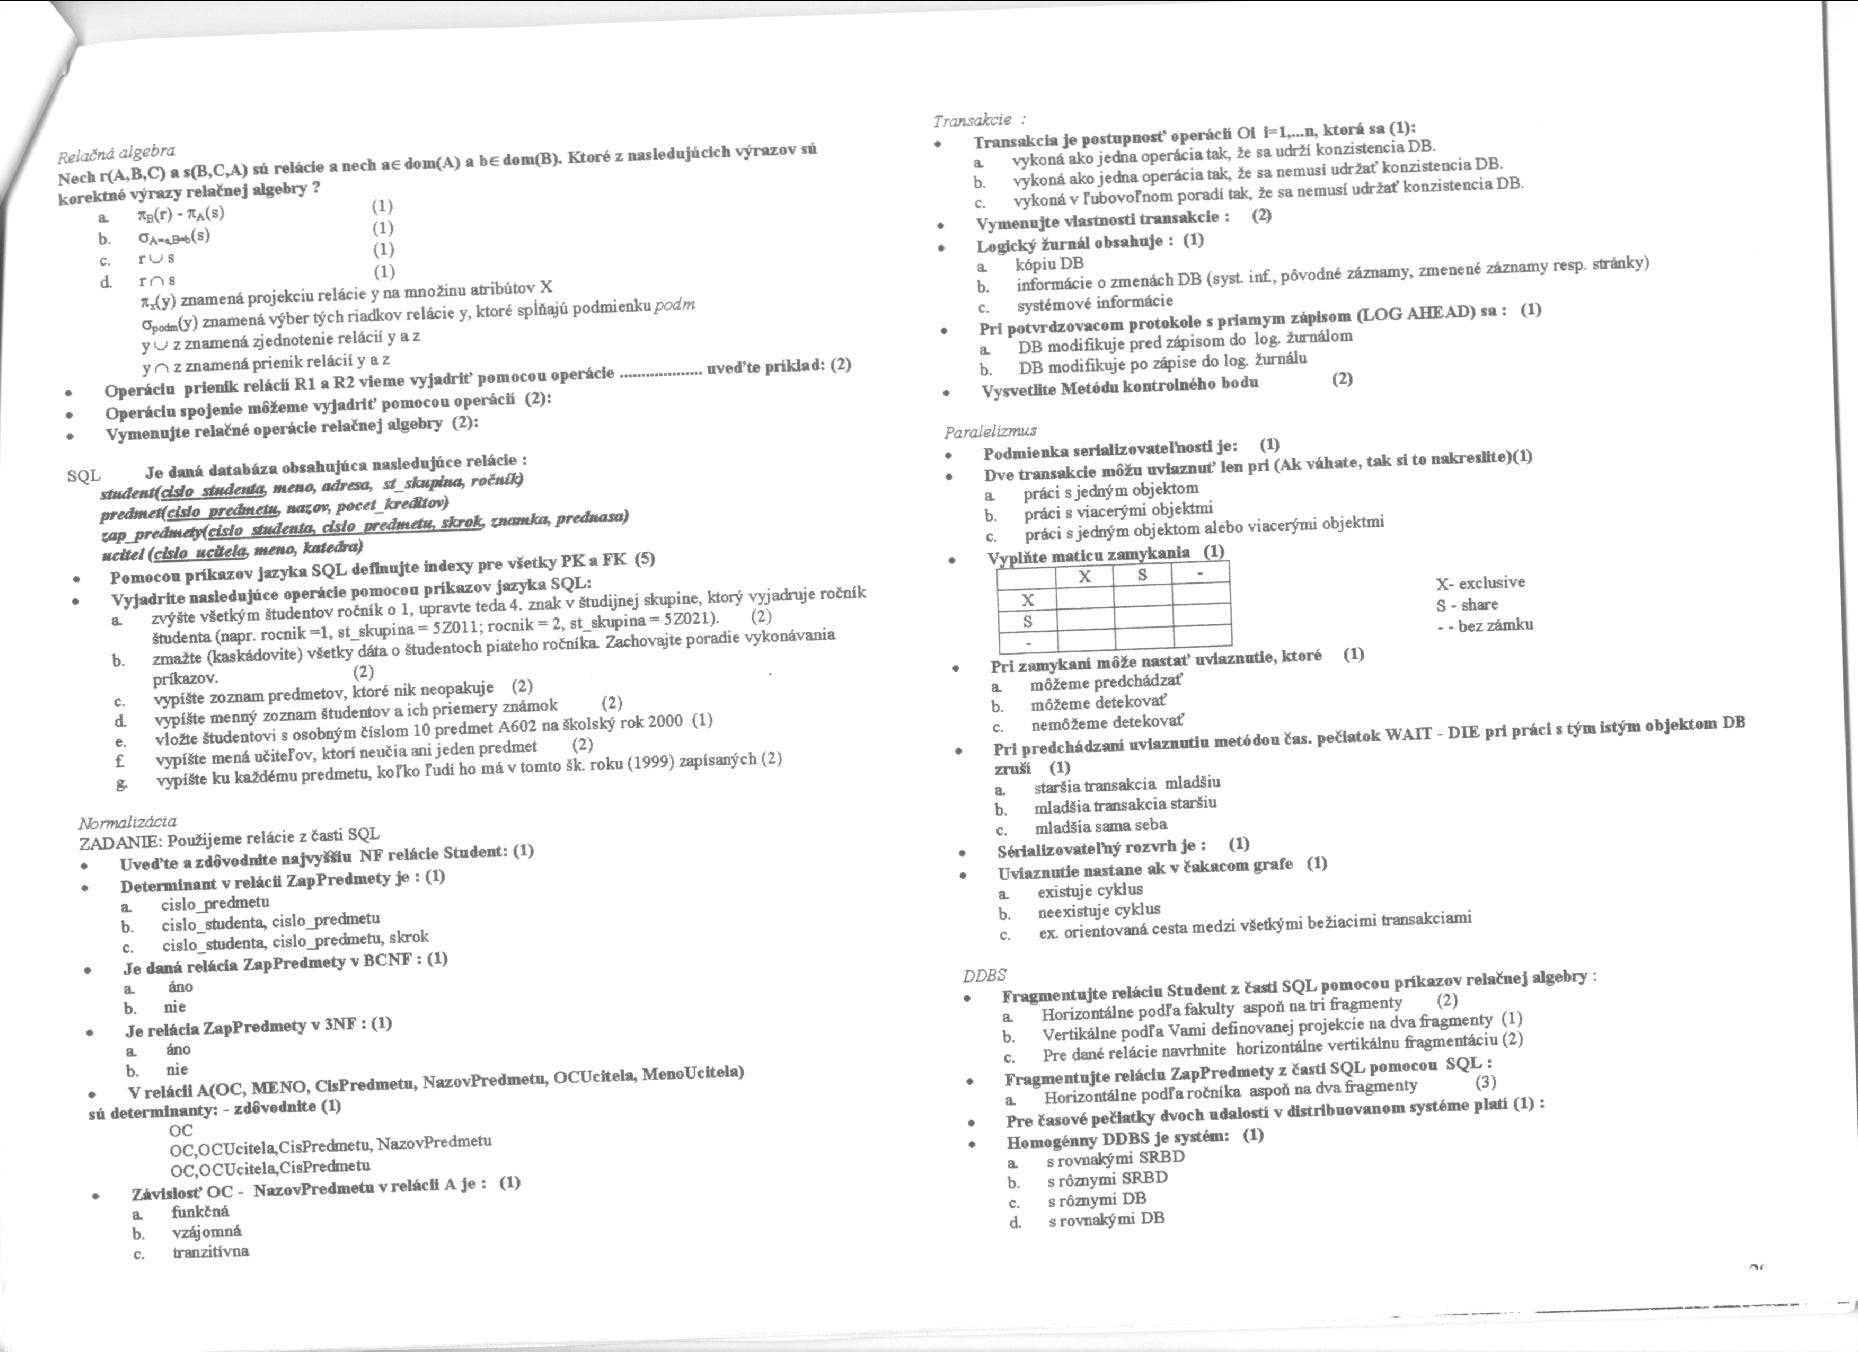 Relačná algebra
Nech r(A,B,C) a s(B,C,A) sú relácie a nech a∈ dom(A) a b∈ dom(B). Ktoré z nasledujúcich výrazov sú
korektné výrazy relačnej algebry ?
a. πB(r) - πA(s) (1)
b. σA=a,B=b(s) (1)
c. r ∪ s (1)
d. r ∩ s (1)
πx(y) znamená projekciu relácie y na množinu atribútov X
σpodm(y) znamená výber tých riadkov relácie y, ktoré spĺňajú podmienku podm
y ∪ z znamená zjednotenie relácií y a z
y ∩ z znamená prienik relácií y a z
• Operáciu prienik relácií R1 a R2 vieme vyjadriť pomocou operácie ................... uveďte príklad: (2)
• Operáciu spojenie môžeme vyjadriť pomocou operácií (2):
• Vymenujte relačné operácie relačnej algebry (2):
SQL Je daná databáza obsahujúca nasledujúce relácie :
student(cislo_studenta, meno, adresa, st_skupina, ročník)
predmet(cislo_predmetu, nazov, pocet_kreditov)
zap_predmety(cislo_studenta, cislo_predmetu, skrok, znamka, prednasa)
ucitel (cislo_ucitela, meno, katedra)
• Pomocou príkazov jazyka SQL definujte indexy pre všetky PK a FK (5)
• Vyjadrite nasledujúce operácie pomocou príkazov jazyka SQL:
a. zvýšte všetkým študentov ročník o 1, upravte teda 4. znak v študijnej skupine, ktorý vyjadruje ročník
študenta (napr. rocnik =1, st_skupina = 5Z011; rocnik = 2, st_skupina = 5Z021). (2)
b. zmažte (kaskádovite) všetky dáta o študentoch piateho ročníka. Zachovajte poradie vykonávania
príkazov. (2)
c. vypíšte zoznam predmetov, ktoré nik neopakuje (2)
d. vypíšte menný zoznam študentov a ich priemery známok (2)
e. vložte študentovi s osobným číslom 10 predmet A602 na školský rok 2000 (1)
f. vypíšte mená učiteľov, ktorí neučia ani jeden predmet (2)
g. vypíšte ku každému predmetu, koľko ľudí ho má v tomto šk. roku (1999) zapísaných (2)
Normalizácia
ZADANIE: Použijeme relácie z časti SQL
• Uveďte a zdôvodnite najvyššiu NF relácie Student: (1)
• Determinant v relácii ZapPredmety je : (1)
a. cislo_predmetu
b. cislo_studenta, cislo_predmetu
c. cislo_studenta, cislo_predmetu, skrok
• Je daná relácia ZapPredmety v BCNF : (1)
a. áno
b. nie
• Je relácia ZapPredmety v 3NF : (1)
a. áno
b. nie
• V relácii A(OC, MENO, CisPredmetu, NazovPredmetu, OCUcitela, MenoUcitela)
sú determinanty: - zdôvodnite (1)
OC
OC,OCUcitela,CisPredmetu, NazovPredmetu
OC,OCUcitela,CisPredmetu
• Závislosť OC - NazovPredmetu v relácii A je : (1)
a. funkčná
b. vzájomná
c. tranzitívna
Transakcie :
• Transakcia je postupnosť operácií Oi i=1,...n, ktorá sa (1):
a. vykoná ako jedna operácia tak, že sa udrží konzistencia DB.
b. vykoná ako jedna operácia tak, že sa nemusí udržať konzistencia DB.
c. vykoná v ľubovoľnom poradí tak, že sa nemusí udržať konzistencia DB.
• Vymenujte vlastnosti transakcie : (2)
• Logický žurnál obsahuje : (1)
a. kópiu DB
b. informácie o zmenách DB (syst. inf., pôvodné záznamy, zmenené záznamy resp. stránky)
c. systémové informácie
• Pri potvrdzovacom protokole s priamym zápisom (LOG AHEAD) sa : (1)
a. DB modifikuje pred zápisom do log. žurnálom
b. DB modifikuje po zápise do log. žurnálu
• Vysvetlite Metódu kontrolného bodu (2)
Paralelizmus
• Podmienka serializovateľnosti je: (1)
• Dve transakcie môžu uviaznuť len pri (Ak váhate, tak si to nakreslite)(1)
a. práci s jedným objektom
b. práci s viacerými objektmi
c. práci s jedným objektom alebo viacerými objektmi
• Vyplňte maticu zamykania (1)
X S -
X
S
-
X- exclusive
S - share
- - bez zámku
• Pri zamykaní môže nastať uviaznutie, ktoré (1)
a. môžeme predchádzať
b. môžeme detekovať
c. nemôžeme detekovať
• Pri predchádzaní uviaznutiu metódou čas. pečiatok WAIT - DIE pri práci s tým istým objektom DB
zruší (1)
a. staršia transakcia mladšiu
b. mladšia transakcia staršiu
c. mladšia sama seba
• Sérializovateľný rozvrh je : (1)
• Uviaznutie nastane ak v čakacom grafe (1)
a. existuje cyklus
b. neexistuje cyklus
c. ex. orientovaná cesta medzi všetkými bežiacimi transakciami
DDBS
• Fragmentujte reláciu Student z časti SQL pomocou príkazov relačnej algebry :
a. Horizontálne podľa fakulty aspoň na tri fragmenty (2)
b. Vertikálne podľa Vami definovanej projekcie na dva fragmenty (1)
c. Pre dané relácie navrhnite horizontálne vertikálnu fragmentáciu (2)
• Fragmentujte reláciu ZapPredmety z časti SQL pomocou SQL :
a. Horizontálne podľa ročníka aspoň na dva fragmenty (3)
• Pre časové pečiatky dvoch udalostí v distribuovanom systéme platí (1) :
• Homogénny DDBS je systém: (1)
a. s rovnakými SRBD
b. s rôznymi SRBD
c. s rôznymi DB
d. s rovnakými DB